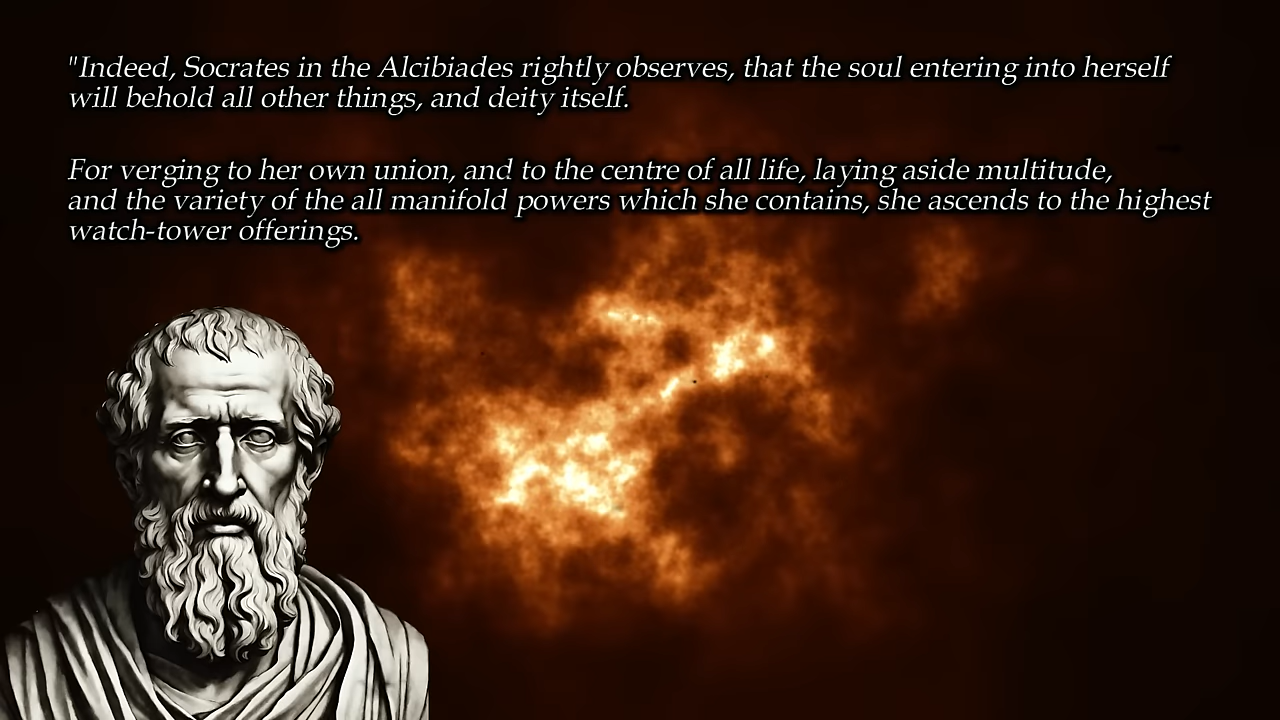 "Indeed, Socrates in the Alcibiades rightly observes, that the soul entering into herself
will behold all other things, and deity itself.
For verging to her own union, and to the centre of all life, laying aside multitude,
and the variety of the all manifold powers which she contains, she ascends to the highest
watch-tower offerings.